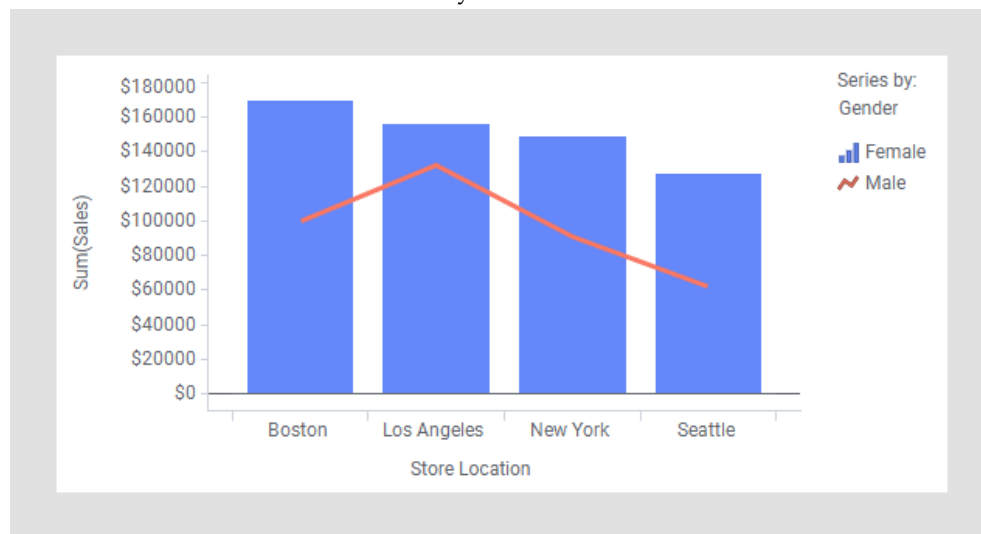 $180000
$160000
$140000
$120000
$100000
$80000
$60000
$40000
$20000
$0
Sum(Sales)
Boston
Los Angeles
New York
Seattle
Store Location
Series by:
Gender
Female
Male